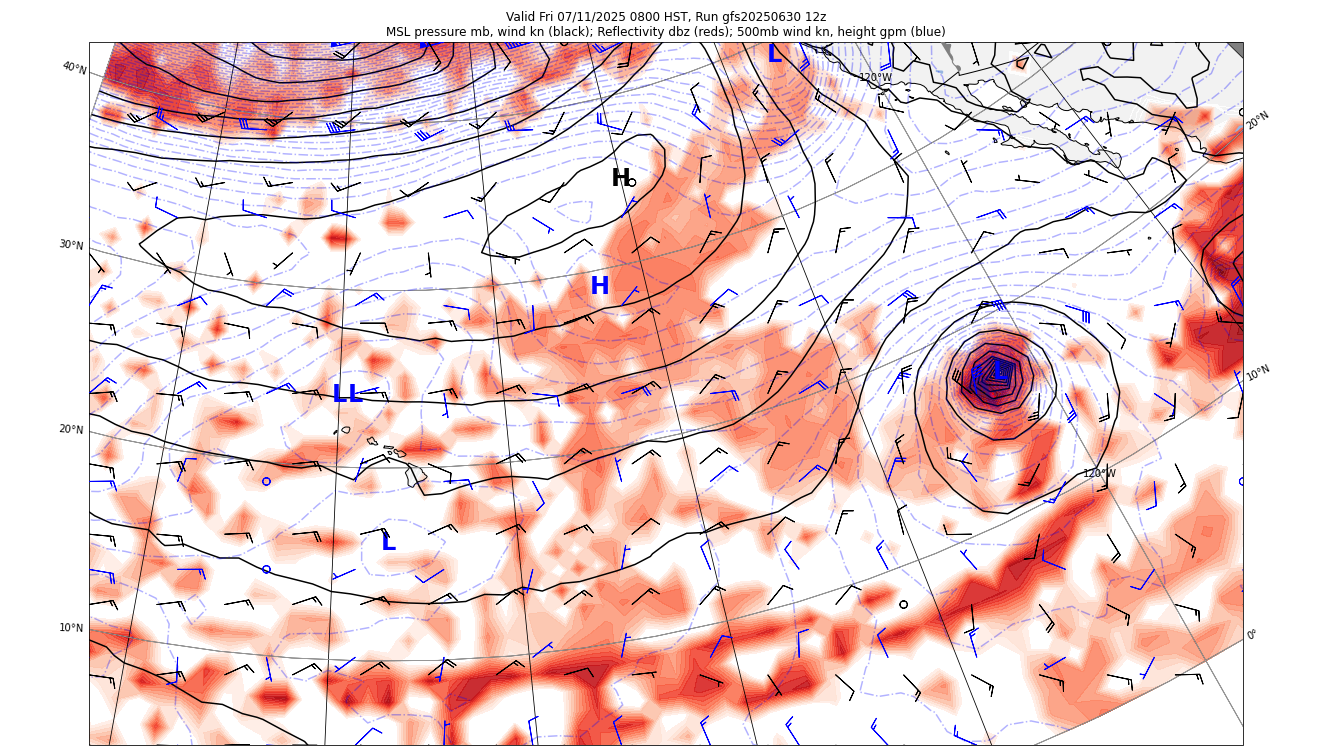 Valid Fri 07/11/2025 0800 HST, Run gfs20250630 12z
MSL pressure mb, wind kn (black); Reflectivity dbz (reds); 500mb wind kn, height gpm (blue)
L
40°N
120°W
20°N
H
30°N
H
L
10°N
LL
20°N
120°W
L
10°N
0°